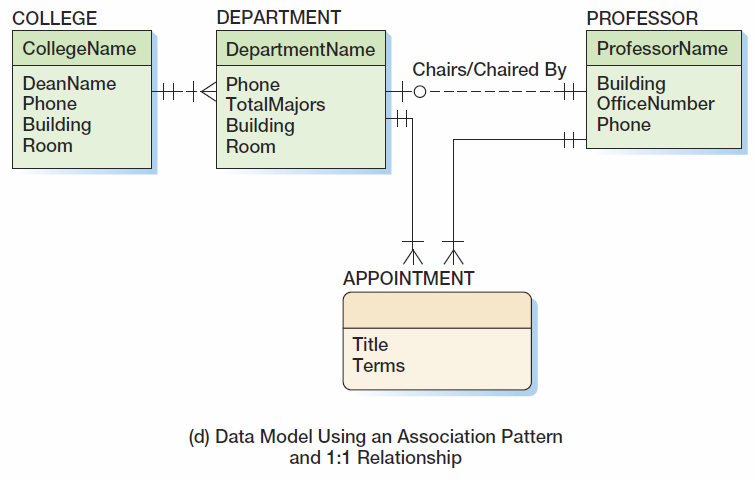 COLLEGE
CollegeName
DeanName
Phone
Building
Room
DEPARTMENT
DepartmentName
Phone
TotalMajors
Building
Room
Chairs/Chaired By
PROFESSOR
ProfessorName
Building
OfficeNumber
Phone
APPOINTMENT
Title
Terms
(d) Data Model Using an Association Pattern
and 1:1 Relationship